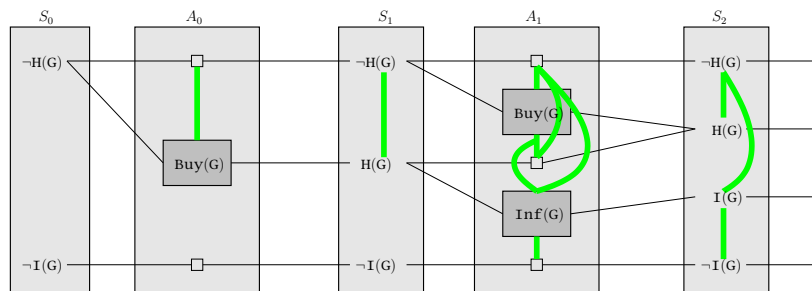 S₀ A₀ S₁ A₁ S₂
¬H(G) ¬H(G) ¬H(G)
Buy(G)
H(G)
Buy(G) H(G)
I(G)
Inf(G)
¬I(G) ¬I(G) ¬I(G)